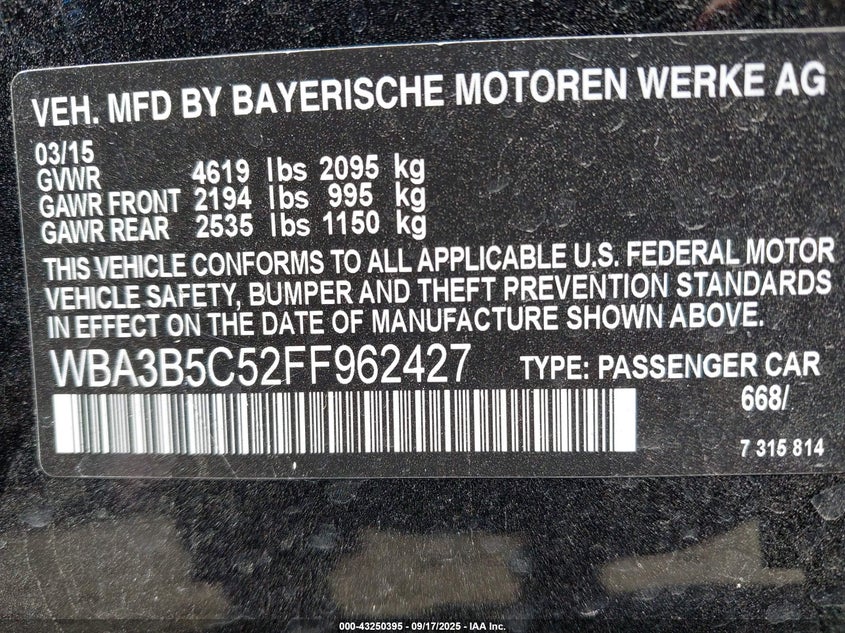 VEH. MFD BY BAYERISCHE MOTOREN WERKE AG
03/15
GVWR 4619 lbs 2095 kg
GAWR FRONT 2194 lbs 995 kg
GAWR REAR 2535 lbs 1150 kg
THIS VEHICLE CONFORMS TO ALL APPLICABLE U.S. FEDERAL MOTOR
VEHICLE SAFETY, BUMPER AND THEFT PREVENTION STANDARDS
IN EFFECT ON THE DATE OF MANUFACTURE SHOWN ABOVE.
WBA3B5C52FF962427 TYPE: PASSENGER CAR
668/
7 315 814
000-43250395 - 09/17/2025 - IAA Inc.